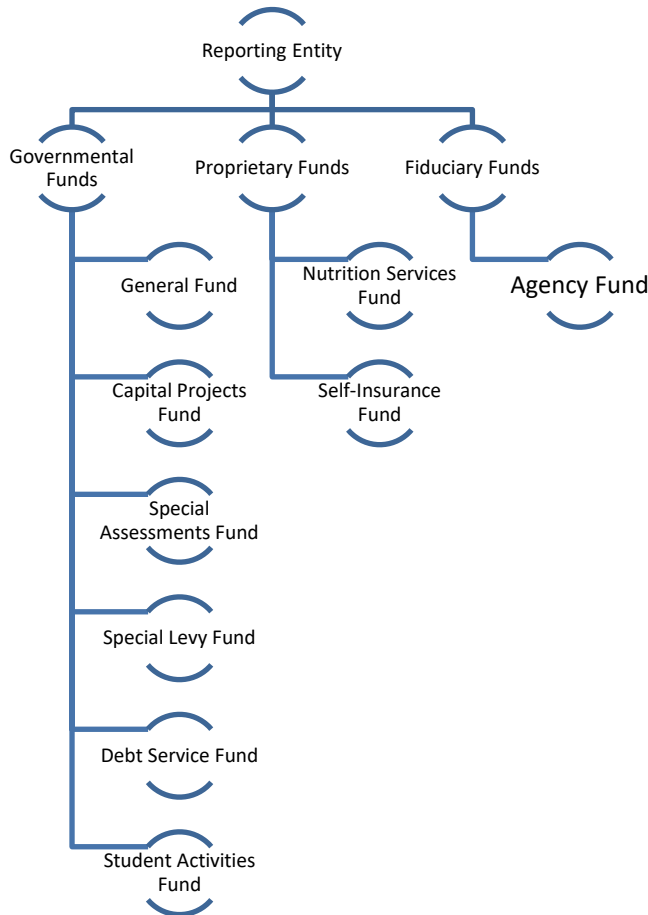 Reporting Entity
Governmental
Funds
Proprietary Funds
Fiduciary Funds
General Fund
Nutrition Services
Fund
Agency Fund
Capital Projects
Fund
Self-Insurance
Fund
Special
Assessments Fund
Special Levy Fund
Debt Service Fund
Student Activities
Fund